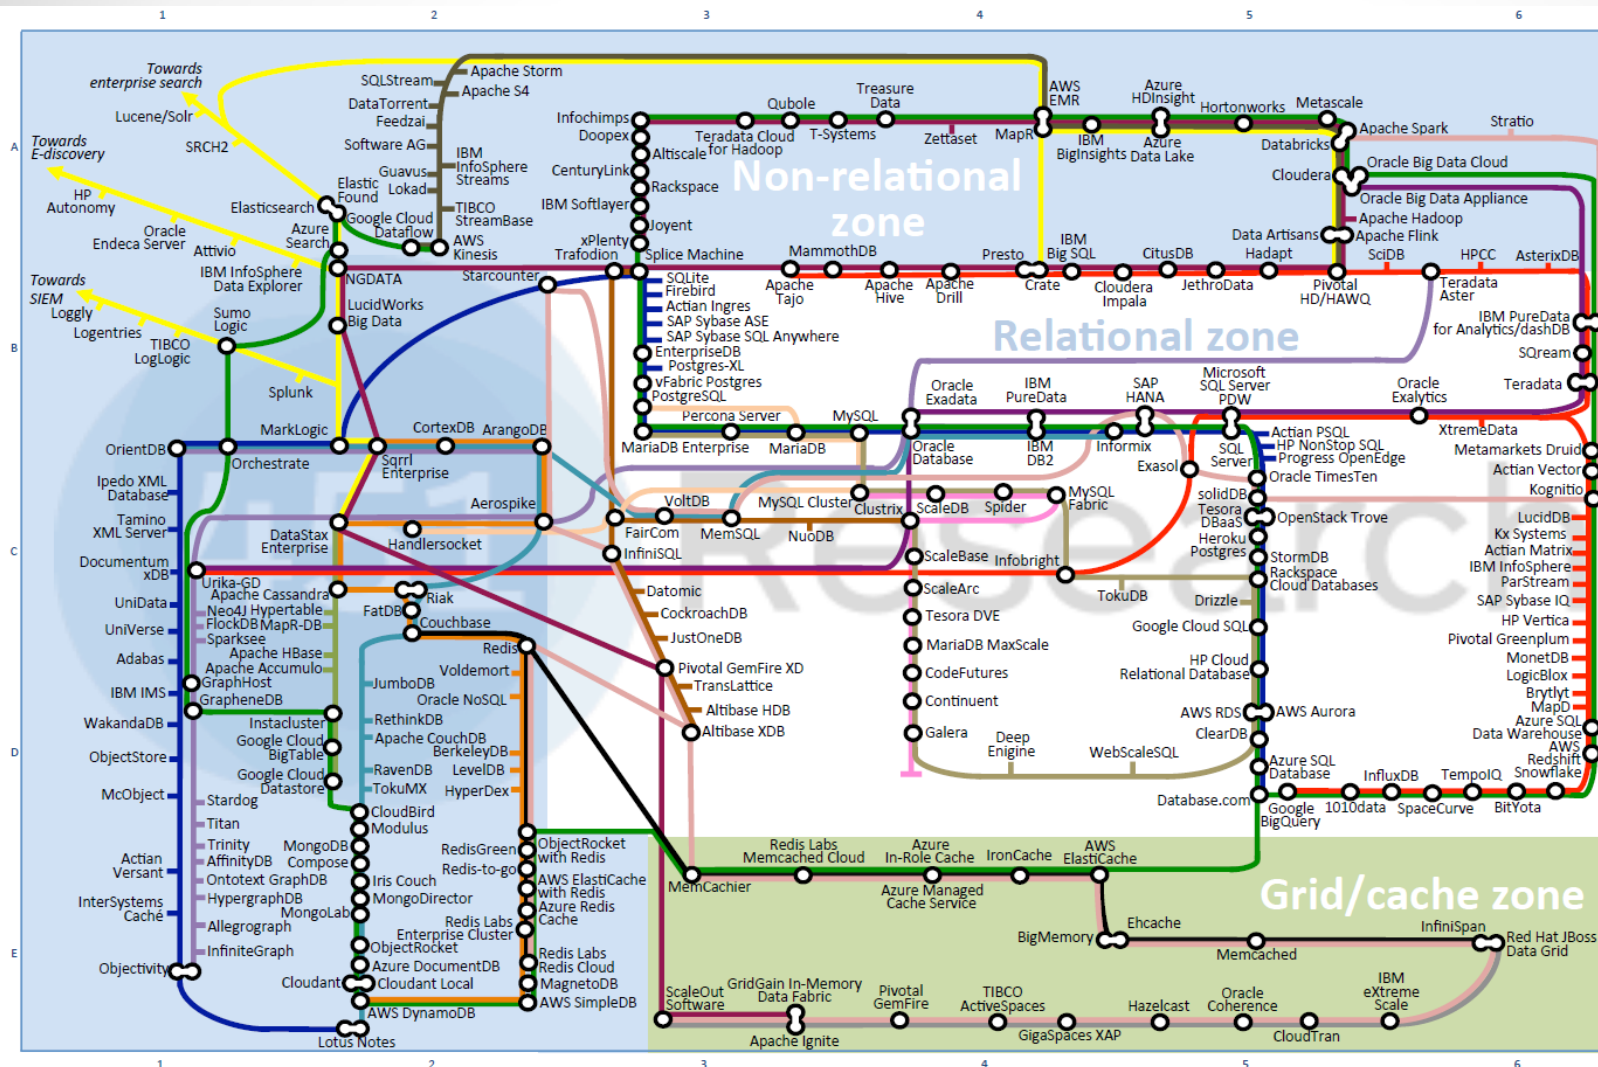 1 2 3 4 5 6
A
B
C
D
E
Towards
enterprise search
Lucene/Solr
SRCH2
Towards
E-discovery
HP
Autonomy
Oracle
Endeca Server
Attivio
IBM InfoSphere
Data Explorer
Towards
SIEM
Loggly
Logentries
TIBCO
LogLogic
Sumo
Logic
Splunk
Elasticsearch
Elastic
Found
Azure
Search
Google Cloud
Dataflow
AWS
Kinesis
NGDATA
LucidWorks
Big Data
SQLStream
Apache Storm
Apache S4
DataTorrent
Feedzai
Software AG
IBM
InfoSphere
Streams
Guavus
Lokad
TIBCO
StreamBase
Infochimps
Doopex
Altiscale
CenturyLink
Rackspace
IBM Softlayer
Joyent
xPlenty
Trafodion
Splice Machine
Starcounter
Teradata Cloud
for Hadoop
Qubole
T-Systems
Treasure
Data
Zettaset
MapR
AWS
EMR
IBM
BigInsights
Azure
HDInsight
Azure
Data Lake
Hortonworks
Metascale
Apache Spark
Databricks
Stratio
Cloudera
Oracle Big Data Cloud
Oracle Big Data Appliance
Apache Hadoop
Data Artisans
Apache Flink
Non-relational
zone
MammothDB
Apache
Tajo
Apache
Hive
Apache
Drill
Presto
Crate
IBM
Big SQL
Cloudera
Impala
CitusDB
JethroData
Hadapt
Pivotal
HD/HAWQ
SciDB
Teradata
Aster
HPCC
AsterixDB
IBM PureData
for Analytics/dashDB
SQream
Teradata
Relational zone
SQLite
Firebird
Actian Ingres
SAP Sybase ASE
SAP Sybase SQL Anywhere
EnterpriseDB
Postgres-XL
vFabric Postgres
PostgreSQL
Percona Server
MariaDB Enterprise
MariaDB
MySQL
Oracle
Exadata
Oracle
Database
IBM
PureData
IBM
DB2
SAP
HANA
Informix
Microsoft
SQL Server
PDW
SQL
Server
Oracle
Exalytics
XtremeData
Actian PSQL
HP NonStop SQL
Progress OpenEdge
Oracle TimesTen
Metamarkets Druid
Actian Vector
Kognitio
LucidDB
Kx Systems
Actian Matrix
IBM InfoSphere
ParStream
SAP Sybase IQ
HP Vertica
Pivotal Greenplum
MonetDB
LogicBlox
Brytlyt
MapD
Azure SQL
Data Warehouse
AWS
Redshift
Snowflake
Exasol
solidDB
Tesora
DBaaS
OpenStack Trove
Heroku
Postgres
StormDB
Rackspace
Cloud Databases
Drizzle
Google Cloud SQL
HP Cloud
Relational Database
AWS RDS
AWS Aurora
ClearDB
Azure SQL
Database
Database.com
Google
BigQuery
1010data
InfluxDB
SpaceCurve
TempoIQ
BitYota
OrientDB
Orchestrate
MarkLogic
Sqrrl
Enterprise
CortexDB
ArangoDB
Ipedo XML
Database
Tamino
XML Server
Documentum
xDB
UniData
UniVerse
Adabas
IBM IMS
WakandaDB
ObjectStore
McObject
Actian
Versant
InterSystems
Caché
Objectivity
Lotus Notes
DataStax
Enterprise
Handlersocket
Aerospike
Urika-GD
Apache Cassandra
Neo4J
Hypertable
FlockDB
MapR-DB
Sparksee
Apache HBase
Apache Accumulo
GraphHost
GrapheneDB
Instacluster
Google Cloud
BigTable
Google Cloud
Datastore
Stardog
Titan
Trinity
AffinityDB
Ontotext GraphDB
HypergraphDB
Allegrograph
InfiniteGraph
Riak
FatDB
Couchbase
Redis
Voldemort
Oracle NoSQL
JumboDB
RethinkDB
Apache CouchDB
BerkeleyDB
RavenDB
LevelDB
TokuMX
HyperDex
CloudBird
Modulus
MongoDB
Compose
Iris Couch
MongoDirector
MongoLab
ObjectRocket
Azure DocumentDB
Cloudant
Cloudant Local
AWS DynamoDB
RedisGreen
ObjectRocket
with Redis
Redis-to-go
AWS ElastiCache
with Redis
Azure Redis
Cache
Redis Labs
Enterprise Cluster
Redis Labs
Redis Cloud
MagnetoDB
AWS SimpleDB
451 Research
FairCom
VoltDB
MemSQL
NuoDB
InfiniSQL
MySQL Cluster
Clustrix
ScaleDB
Spider
MySQL
Fabric
ScaleBase
Infobright
ScaleArc
TokuDB
Tesora DVE
MariaDB MaxScale
CodeFutures
Continuent
Galera
Deep
Enigine
WebScaleSQL
Datomic
CockroachDB
JustOneDB
Pivotal GemFire XD
TransLattice
Altibase HDB
Altibase XDB
Grid/cache zone
MemCachier
Redis Labs
Memcached Cloud
Azure
In-Role Cache
Azure Managed
Cache Service
IronCache
AWS
ElastiCache
BigMemory
Ehcache
Memcached
InfiniSpan
Red Hat JBoss
Data Grid
ScaleOut
Software
GridGain In-Memory
Data Fabric
Apache Ignite
Pivotal
GemFire
TIBCO
ActiveSpaces
GigaSpaces XAP
Hazelcast
Oracle
Coherence
CloudTran
IBM
eXtreme
Scale
1 2 3 4 5 6